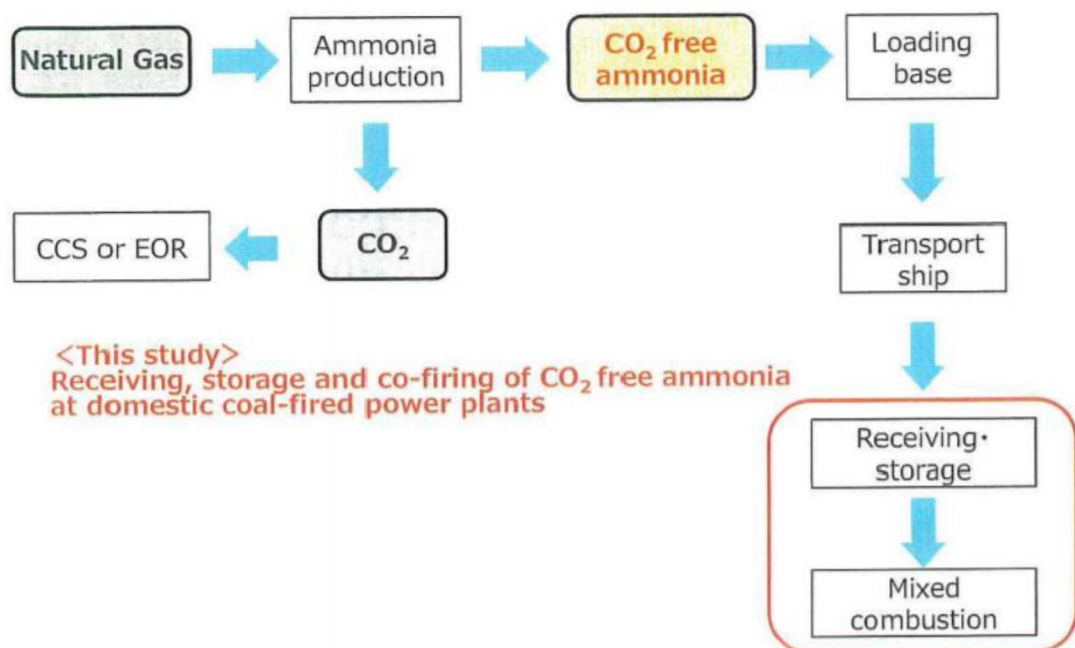 Natural Gas
Ammonia
production
CO₂ free
ammonia
Loading
base
CCS or EOR
CO₂
Transport
ship
<This study>
Receiving, storage and co-firing of CO₂ free ammonia
at domestic coal-fired power plants
Receiving・
storage
Mixed
combustion